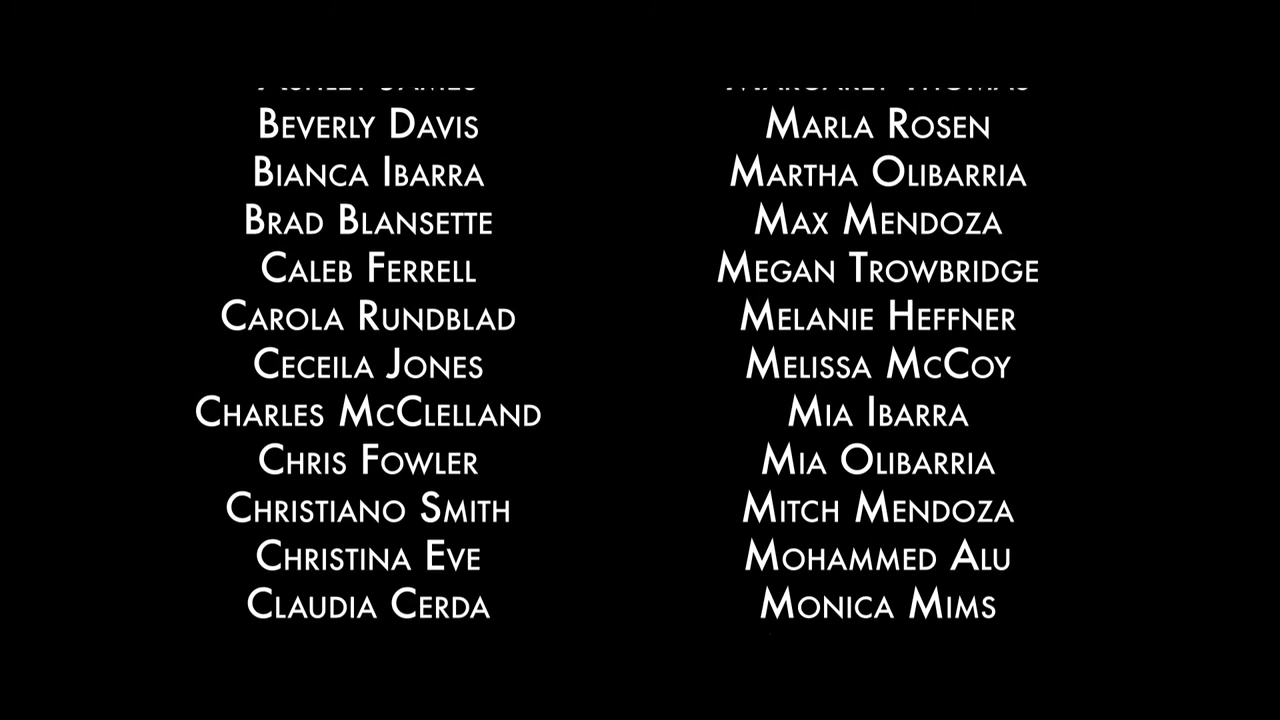 Beverly Davis
Bianca Ibarra
Brad Blansette
Caleb Ferrell
Carola Rundblad
Ceceila Jones
Charles McClelland
Chris Fowler
Christiano Smith
Christina Eve
Claudia Cerda
Marla Rosen
Martha Olibarria
Max Mendoza
Megan Trowbridge
Melanie Heffner
Melissa McCoy
Mia Ibarra
Mia Olibarria
Mitch Mendoza
Mohammed Alu
Monica Mims